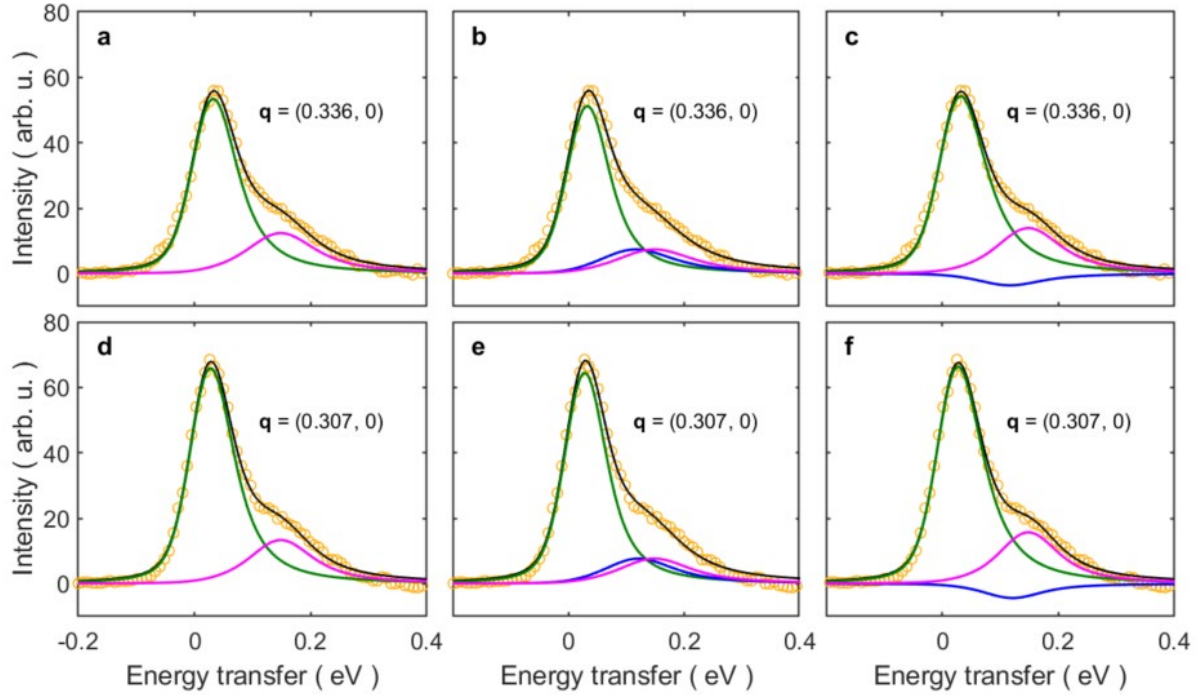 80
60
40
20
0
Intensity ( arb. u. )
a
q = (0.336, 0)
b
q = (0.336, 0)
c
q = (0.336, 0)
80
60
40
20
0
Intensity ( arb. u. )
d
q = (0.307, 0)
e
q = (0.307, 0)
f
q = (0.307, 0)
-0.2 0 0.2 0.4 0 0.2 0.4 0 0.2 0.4
Energy transfer ( eV ) Energy transfer ( eV ) Energy transfer ( eV )